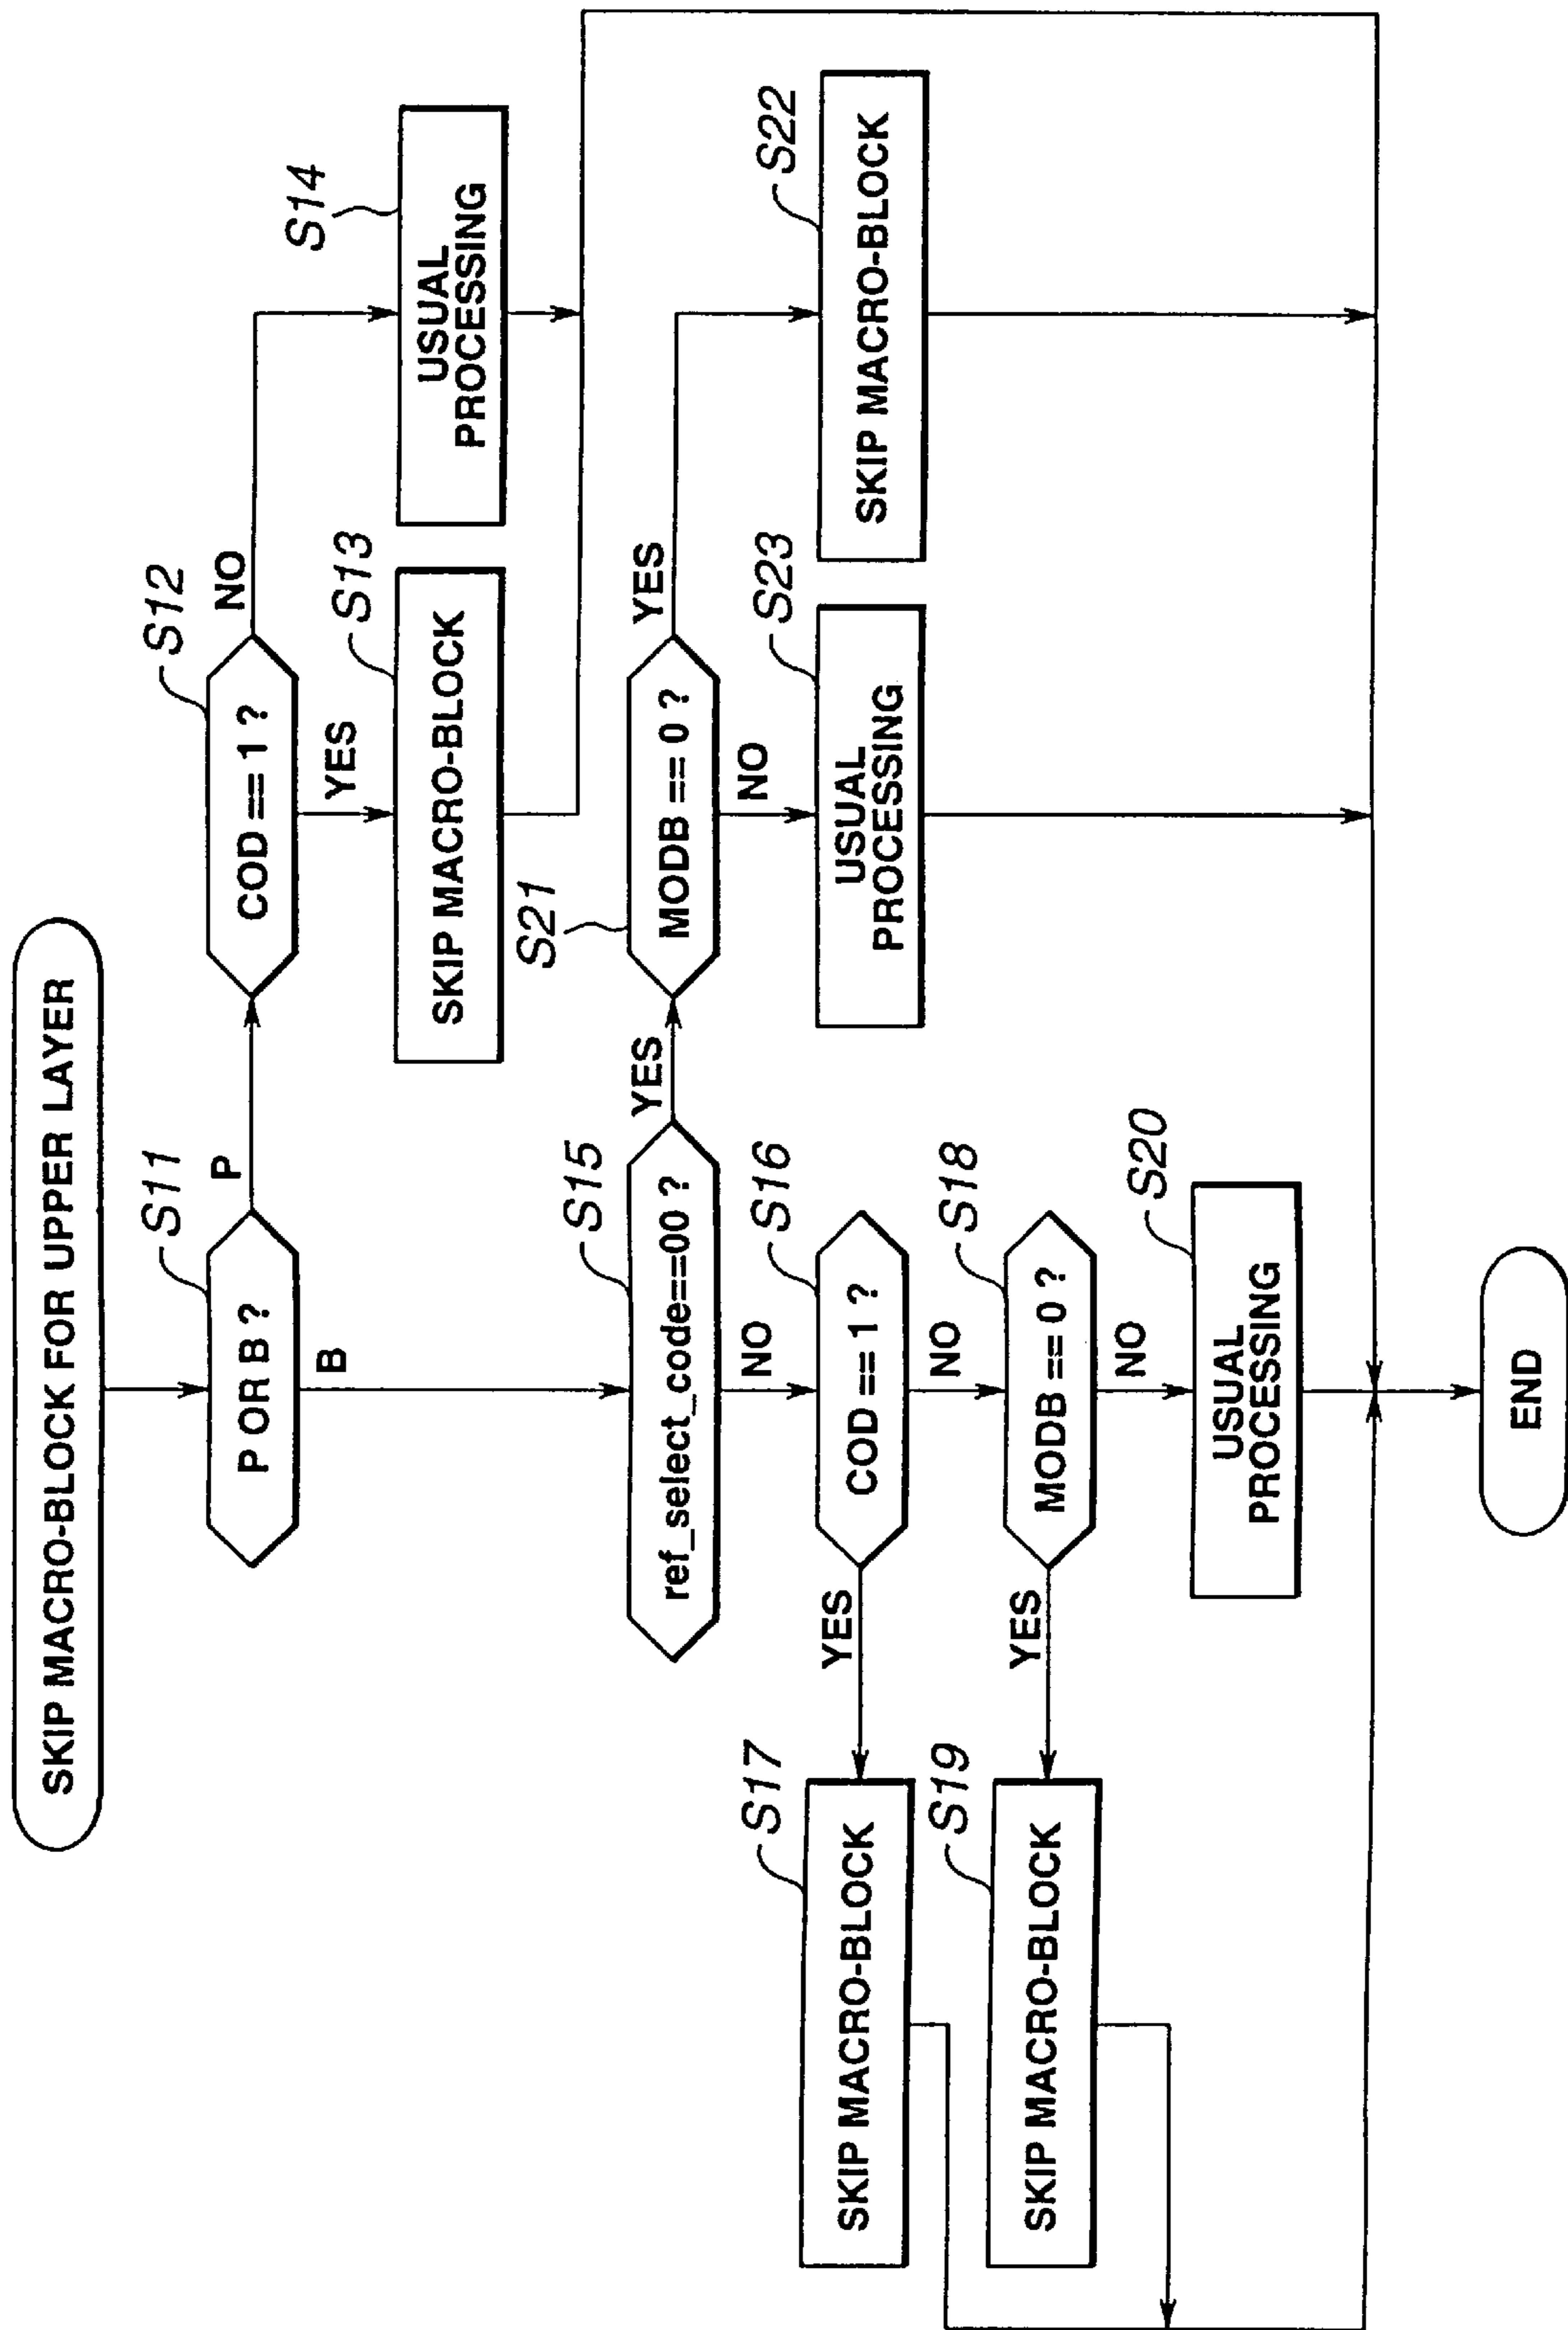 SKIP MACRO-BLOCK FOR UPPER LAYER
S11
P OR B ?
P
B
S12
COD == 1 ?
NO
YES
S13
SKIP MACRO-BLOCK
S14
USUAL
PROCESSING
S15
ref_select_code==00 ?
YES
NO
S21
MODB == 0 ?
YES
NO
S16
COD == 1 ?
YES
NO
S17
SKIP MACRO-BLOCK
S23
USUAL
PROCESSING
S22
SKIP MACRO-BLOCK
S18
MODB == 0 ?
YES
NO
S19
SKIP MACRO-BLOCK
S20
USUAL
PROCESSING
END